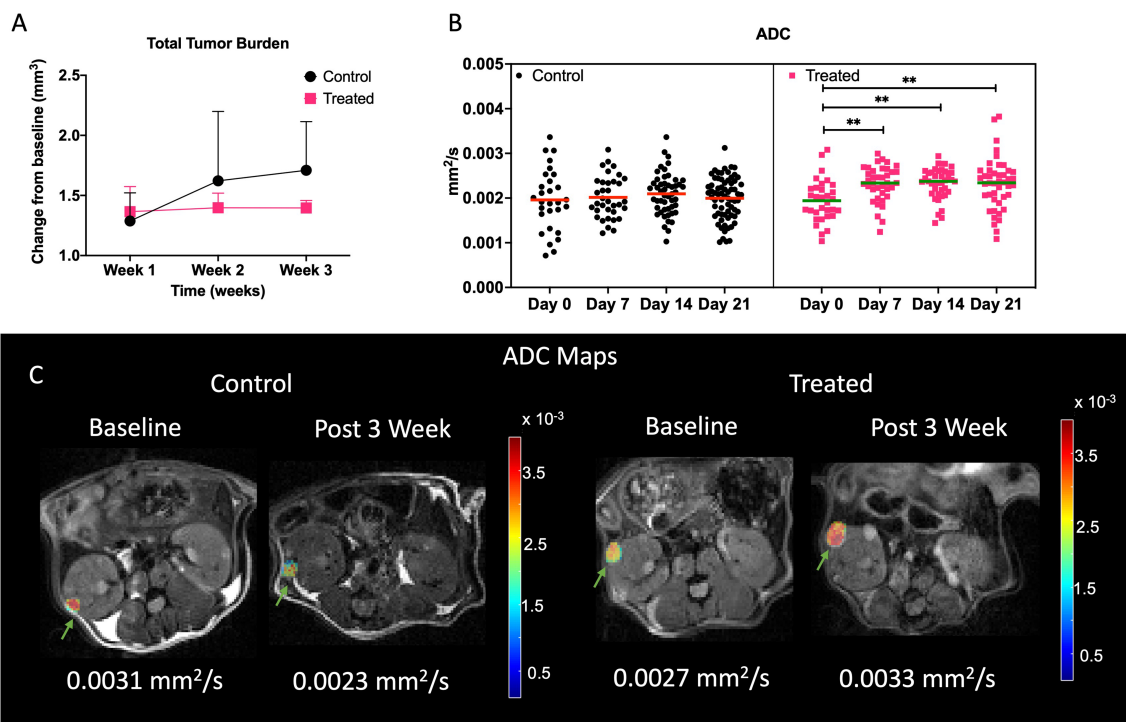 A
Total Tumor Burden
Change from baseline (mm³)
2.5
2.0
1.5
1.0
Control
Treated
Week 1 Week 2 Week 3
Time (weeks)
B
ADC
mm²/s
0.005
0.004
0.003
0.002
0.001
0.000
Control
Treated
**
**
**
Day 0 Day 7 Day 14 Day 21 Day 0 Day 7 Day 14 Day 21
C
ADC Maps
Control Treated
Baseline Post 3 Week Baseline Post 3 Week
x 10⁻³
3.5
2.5
1.5
0.5
x 10⁻³
3.5
2.5
1.5
0.5
0.0031 mm²/s 0.0023 mm²/s 0.0027 mm²/s 0.0033 mm²/s